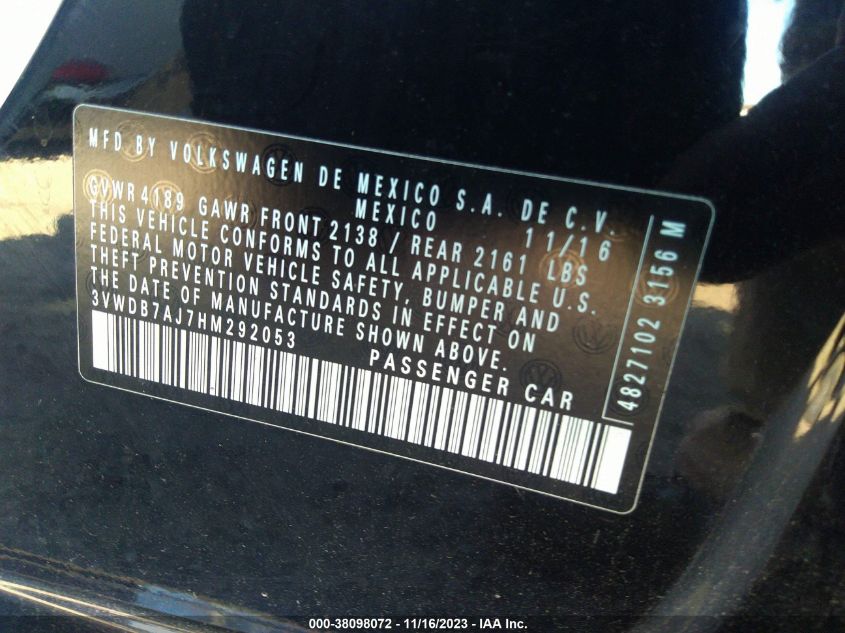 MFD BY VOLKSWAGEN DE MEXICO S.A. DE C.V.
MEXICO 11/16
GVWR 4189 GAWR FRONT 2138 / REAR 2161 LBS
THIS VEHICLE CONFORMS TO ALL APPLICABLE U.S.
FEDERAL MOTOR VEHICLE SAFETY, BUMPER AND
THEFT PREVENTION STANDARDS IN EFFECT ON
THE DATE OF MANUFACTURE SHOWN ABOVE.
3VWDB7AJ7HM292053 PASSENGER CAR
4827102 3156 M
000-38098072 - 11/16/2023 - IAA Inc.